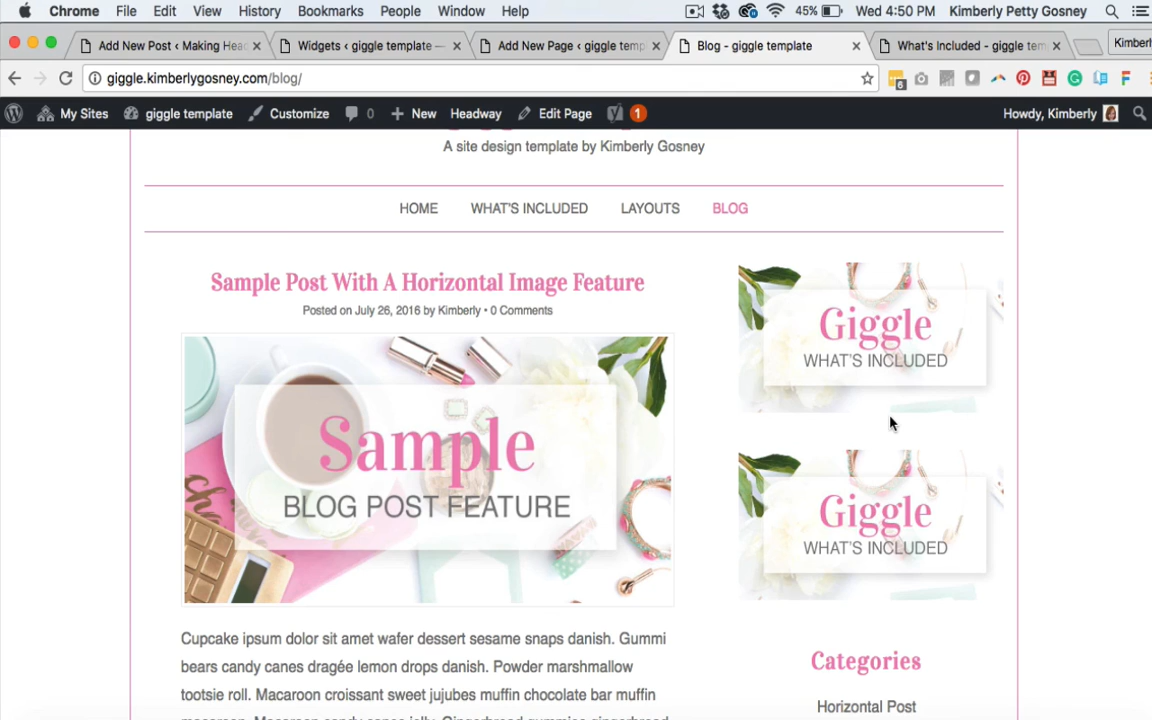 Chrome File Edit View History Bookmarks People Window Help 45% Wed 4:50 PM Kimberly Petty Gosney
Add New Post ‹ Making Head
Widgets ‹ giggle template —
Add New Page ‹ giggle temp
Blog - giggle template
What's Included - giggle tem
Kimberly
giggle.kimberlygosney.com/blog/
6
My Sites giggle template Customize 0 New Headway Edit Page 1 Howdy, Kimberly
A site design template by Kimberly Gosney
HOME WHAT'S INCLUDED LAYOUTS BLOG
Sample Post With A Horizontal Image Feature
Posted on July 26, 2016 by Kimberly • 0 Comments
Sample
BLOG POST FEATURE
Giggle
WHAT'S INCLUDED
Giggle
WHAT'S INCLUDED
Cupcake ipsum dolor sit amet wafer dessert sesame snaps danish. Gummi
bears candy canes dragée lemon drops danish. Powder marshmallow
tootsie roll. Macaroon croissant sweet jujubes muffin chocolate bar muffin
Categories
Horizontal Post